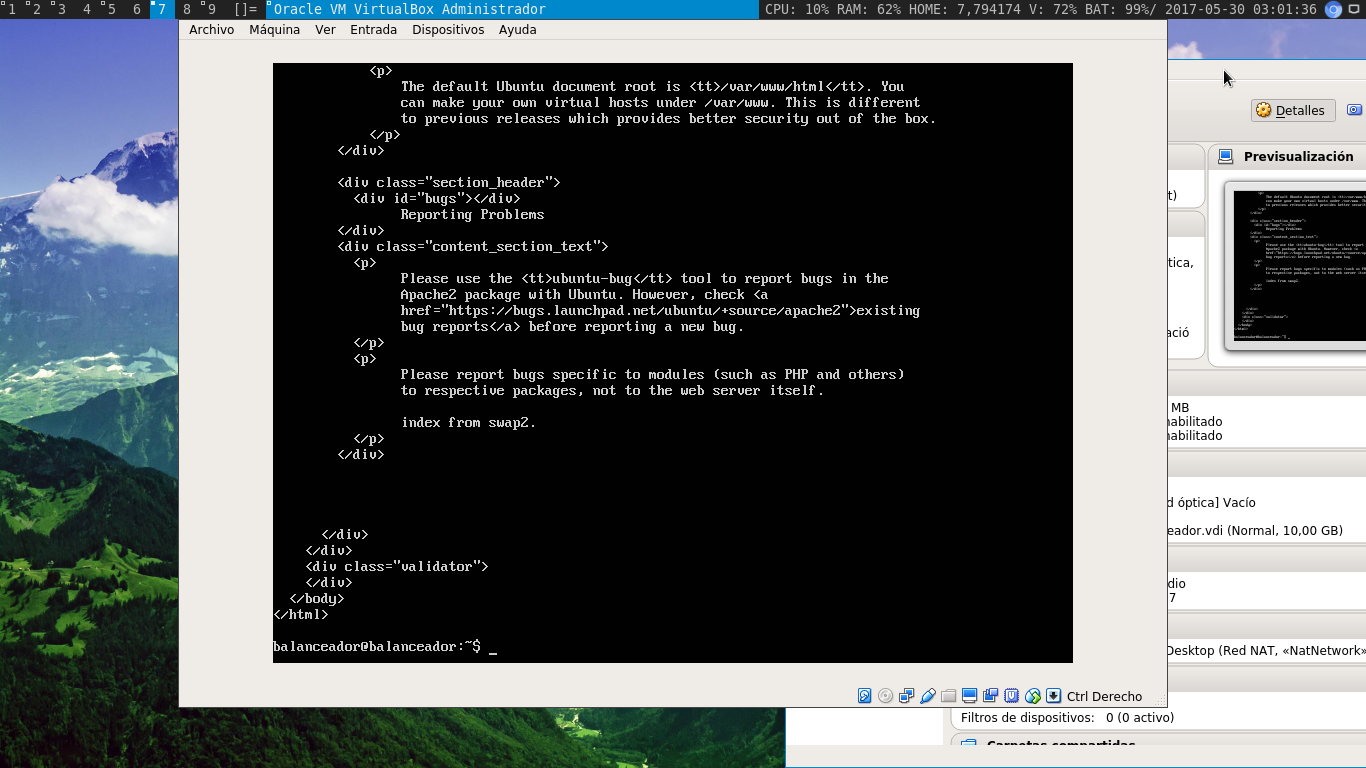 1 2 3 4 5 6 7 8 9 []= Oracle VM VirtualBox Administrador CPU: 10% RAM: 62% HOME: 7,794174 V: 72% BAT: 99%/ 2017-05-30 03:01:36
Archivo Máquina Ver Entrada Dispositivos Ayuda
<p>
The default Ubuntu document root is <tt>/var/www/html</tt>. You
can make your own virtual hosts under /var/www. This is different
to previous releases which provides better security out of the box.
</p>
</div>
<div class="section_header">
<div id="bugs"></div>
Reporting Problems
</div>
<div class="content_section_text">
<p>
Please use the <tt>ubuntu-bug</tt> tool to report bugs in the
Apache2 package with Ubuntu. However, check <a
href="https://bugs.launchpad.net/ubuntu/+source/apache2">existing
bug reports</a> before reporting a new bug.
</p>
<p>
Please report bugs specific to modules (such as PHP and others)
to respective packages, not to the web server itself.
index from swap2.
</p>
</div>
</div>
</div>
<div class="validator">
</div>
</body>
</html>
balanceador@balanceador:~$ _
Ctrl Derecho
Detalles
Previsualización
t)
tica,
ació
MB
nabilitado
nabilitado
d óptica] Vacío
eador.vdi (Normal, 10,00 GB)
dio
7
Desktop (Red NAT, «NatNetwork»
Filtros de dispositivos: 0 (0 activo)
Carpetas compartidas